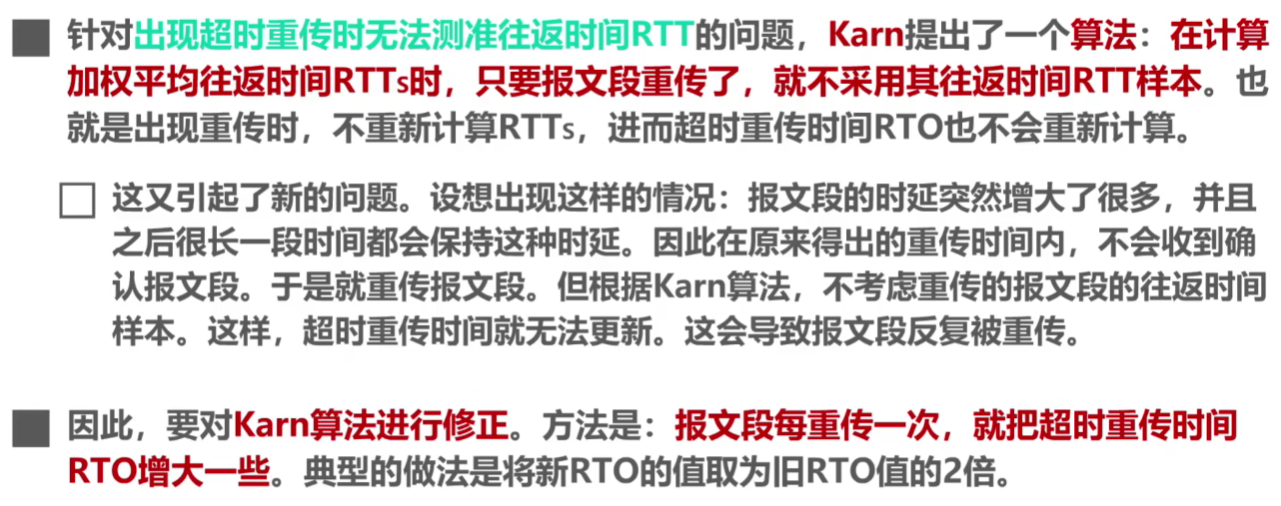 针对出现超时重传时无法测准往返时间RTT的问题，Karn提出了一个算法：在计算
加权平均往返时间RTTs时，只要报文段重传了，就不采用其往返时间RTT样本。也
就是出现重传时，不重新计算RTTs，进而超时重传时间RTO也不会重新计算。
这又引起了新的问题。设想出现这样的情况：报文段的时延突然增大了很多，并且
之后很长一段时间都会保持这种时延。因此在原来得出的重传时间内，不会收到确
认报文段。于是就重传报文段。但根据Karn算法，不考虑重传的报文段的往返时间
样本。这样，超时重传时间就无法更新。这会导致报文段反复被重传。
因此，要对Karn算法进行修正。方法是：报文段每重传一次，就把超时重传时间
RTO增大一些。典型的做法是将新RTO的值取为旧RTO值的2倍。